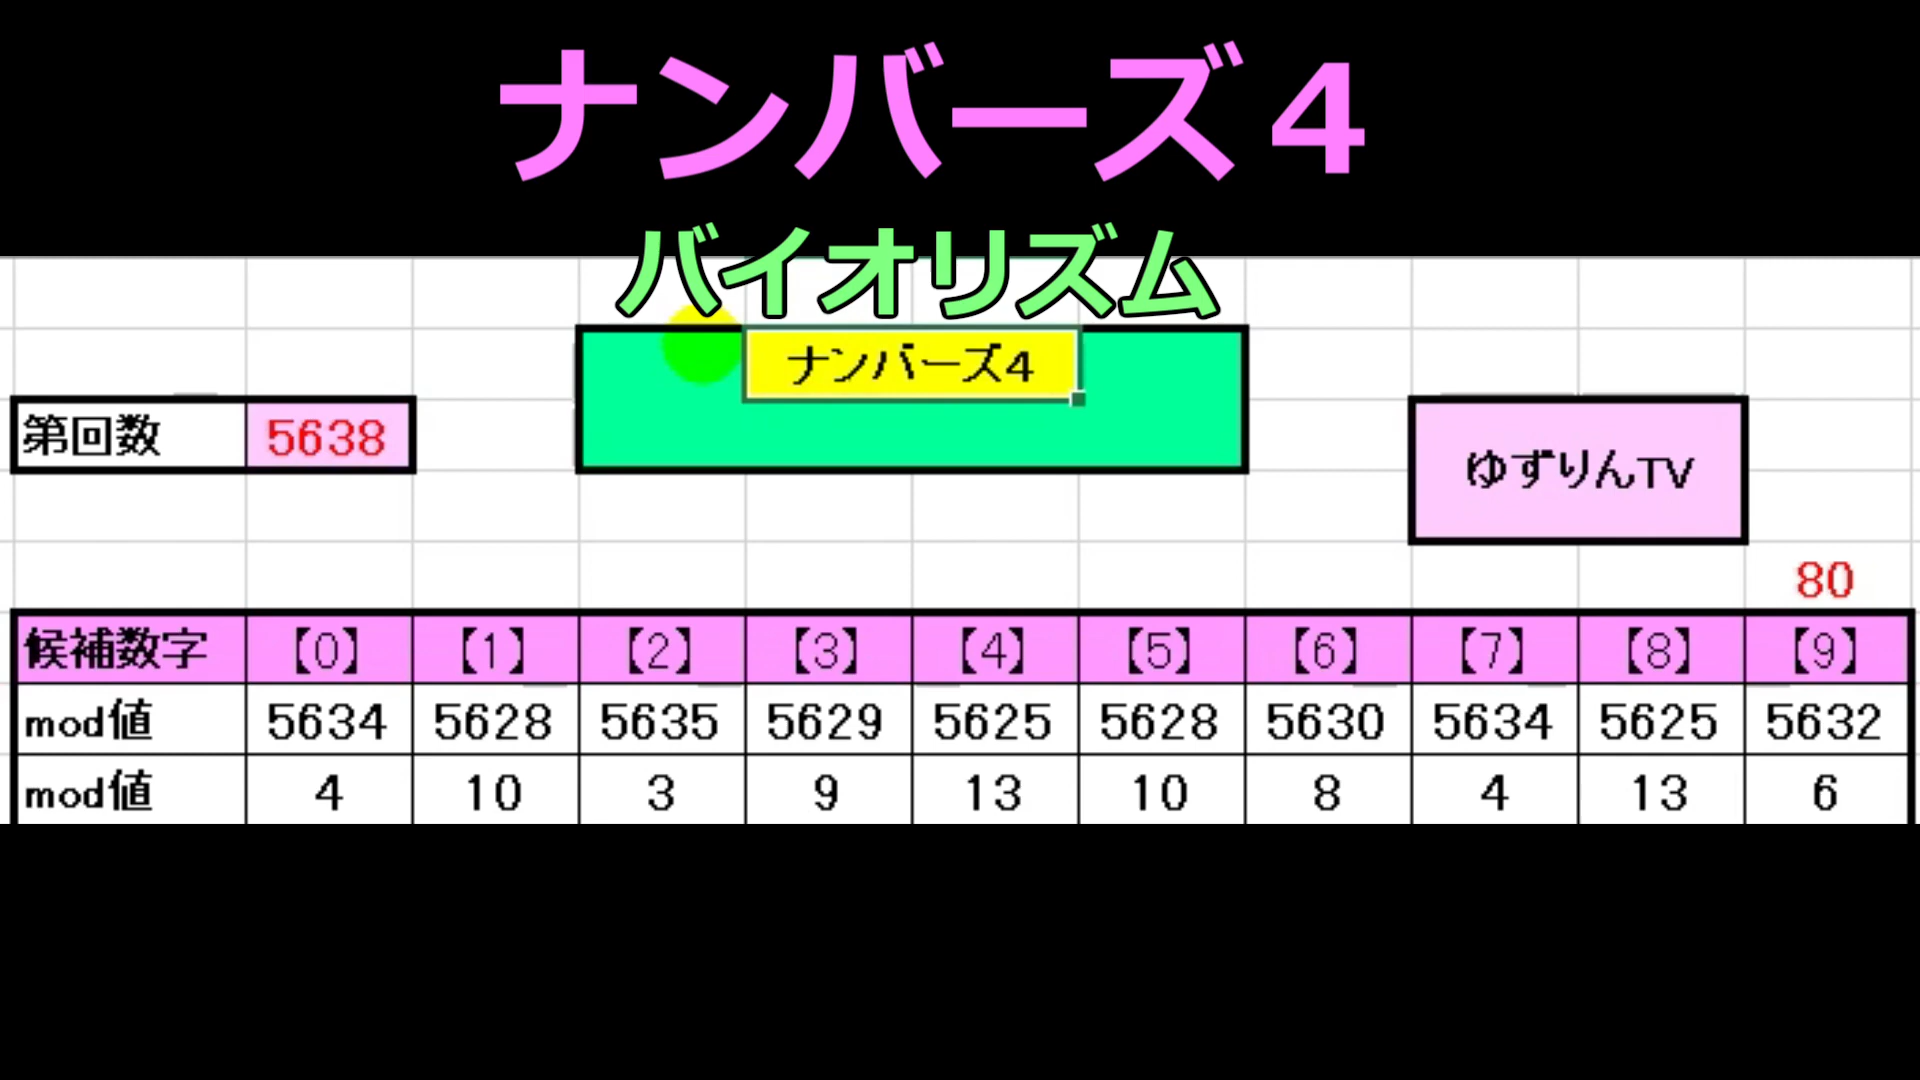 ナンバーズ4
バイオリズム
ナンバーズ4
第回数 5638
ゆずりんTV
80
候補数字 【0】 【1】 【2】 【3】 【4】 【5】 【6】 【7】 【8】 【9】
mod値 5634 5628 5635 5629 5625 5628 5630 5634 5625 5632
mod値 4 10 3 9 13 10 8 4 13 6